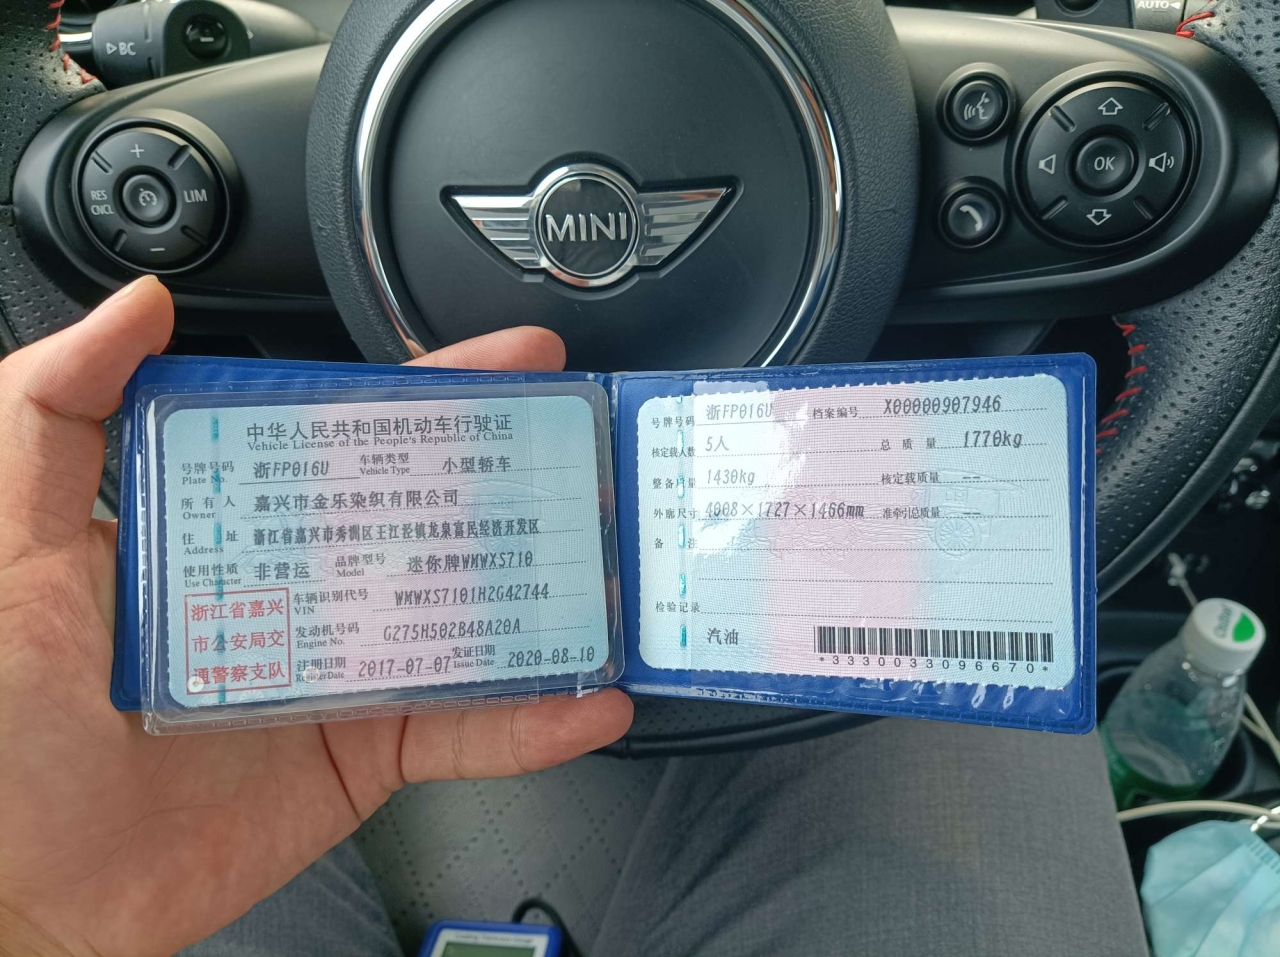 BC
AUTO
+
RES
CNCL
LIM
−
OK
MINI
中华人民共和国机动车行驶证
Vehicle License of the People's Republic of China
号牌号码 浙FP016U 车辆类型 小型轿车
Plate No. Vehicle Type
所有人 嘉兴市金乐染织有限公司
Owner
住址 浙江省嘉兴市秀洲区王江泾镇龙泉富民经济开发区
Address
使用性质 非营运 品牌型号 迷你牌WMWXS710
Use Character Model
浙江省嘉兴
市公安局交
通警察支队
车辆识别代号 WMWXS7101H2G42744
VIN
发动机号码 G275H502B48A20A
Engine No.
注册日期 2017-07-07 发证日期 2020-08-10
Register Date Issue Date
号牌号码 浙FP016U 档案编号 X00000907946
核定载人数 5人 总质量 1770kg
整备质量 1430kg 核定载质量 --
外廓尺寸 4008×1727×1466mm 准牵引总质量 --
备注
检验记录
汽油
*3330033096670*